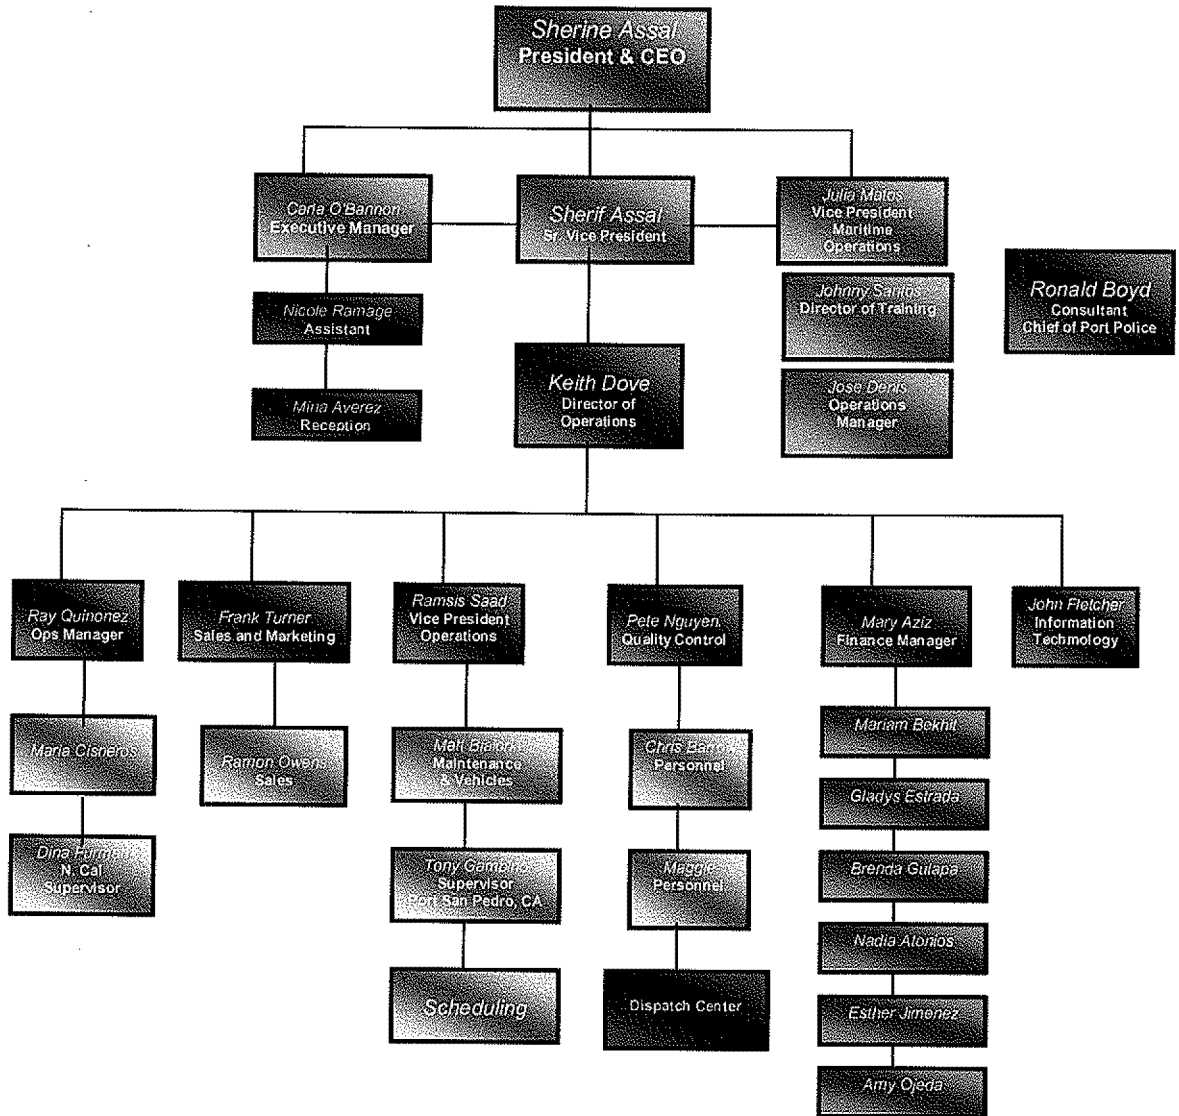 Sherine Assal
President & CEO
Carla O'Bannon
Executive Manager
Sherif Assal
Sr. Vice President
Julia Matos
Vice President
Maritime
Operations
Nicole Ramage
Assistant
Johnny Santos
Director of Training
Ronald Boyd
Consultant
Chief of Port Police
Mina Averez
Reception
Keith Dove
Director of
Operations
Jose Denis
Operations
Manager
Ray Quinonez
Ops Manager
Frank Turner
Sales and Marketing
Ramsis Saad
Vice President
Operations
Pete Nguyen
Quality Control
Mary Aziz
Finance Manager
John Fletcher
Information
Technology
Maria Cisneros
Ramon Owens
Sales
Maintenance
& Vehicles
Chris
Personnel
Mariam Bekhit
Gladys Estrada
Dina Furman
N. Cal
Supervisor
Tony
Supervisor
Port San Pedro, CA
Maggie
Personnel
Brenda Gulapa
Nadia Atonios
Scheduling
Dispatch Center
Esther Jimenez
Amy Ojeda